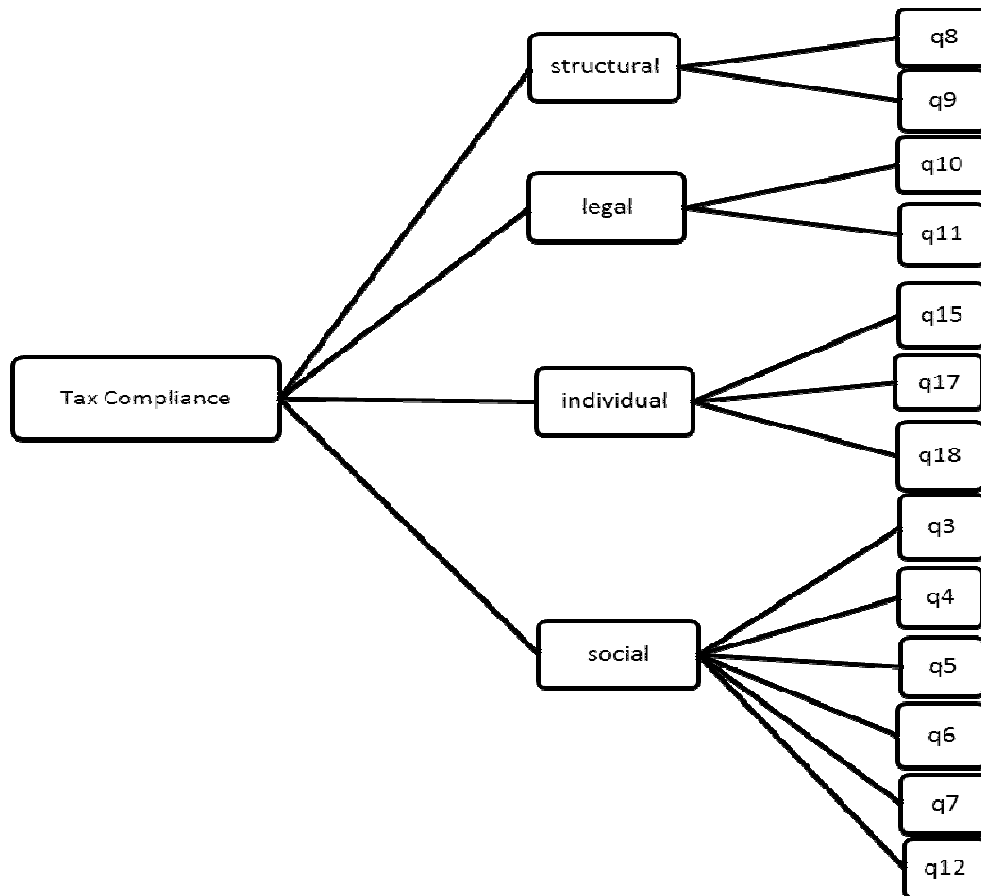 Tax Compliance
structural
q8
q9
legal
q10
q11
individual
q15
q17
q18
social
q3
q4
q5
q6
q7
q12